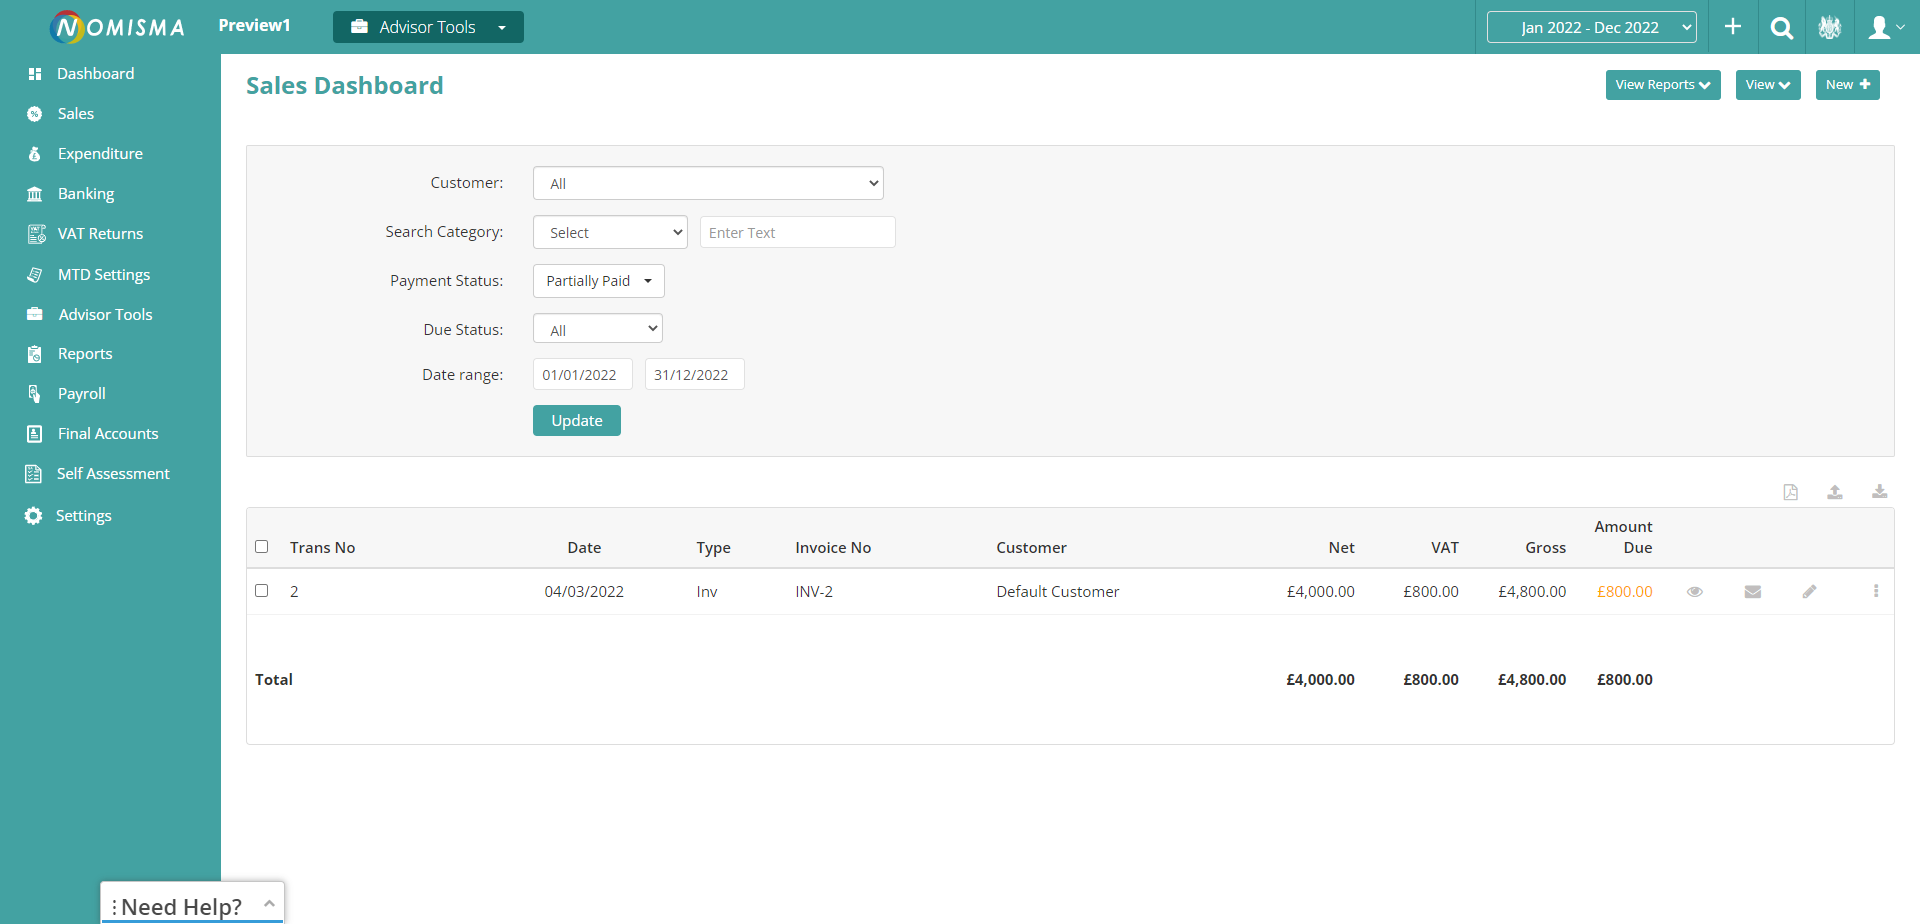 NOMISMA
Preview1
Advisor Tools
Jan 2022 - Dec 2022
Dashboard
Sales
Expenditure
Banking
VAT Returns
MTD Settings
Advisor Tools
Reports
Payroll
Final Accounts
Self Assessment
Settings
Sales Dashboard
View Reports
View
New
Customer: All
Search Category: Select Enter Text
Payment Status: Partially Paid
Due Status: All
Date range: 01/01/2022 31/12/2022
Update
Trans No Date Type Invoice No Customer Net VAT Gross Amount Due
2 04/03/2022 Inv INV-2 Default Customer £4,000.00 £800.00 £4,800.00 £800.00
Total £4,000.00 £800.00 £4,800.00 £800.00
Need Help?